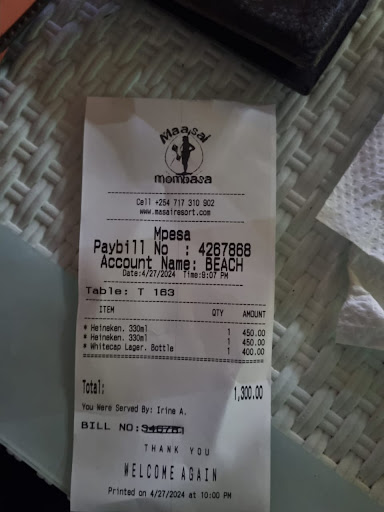 Maasai
mombasa
Cell +254 717 310 902
www.masairesort.com
Mpesa
Paybill No : 4267868
Account Name: BEACH
Date:4/27/2024 Time:9:07 PM
Table: T 163
ITEM QTY AMOUNT
* Heineken. 330ml 1 450.00
* Heineken. 330ml 1 450.00
* Whitecap Lager. Bottle 1 400.00
Total: 1,300.00
You Were Served By: Irine A.
BILL NO:
THANK YOU
WELCOME AGAIN
Printed on 4/27/2024 at 10:00 PM